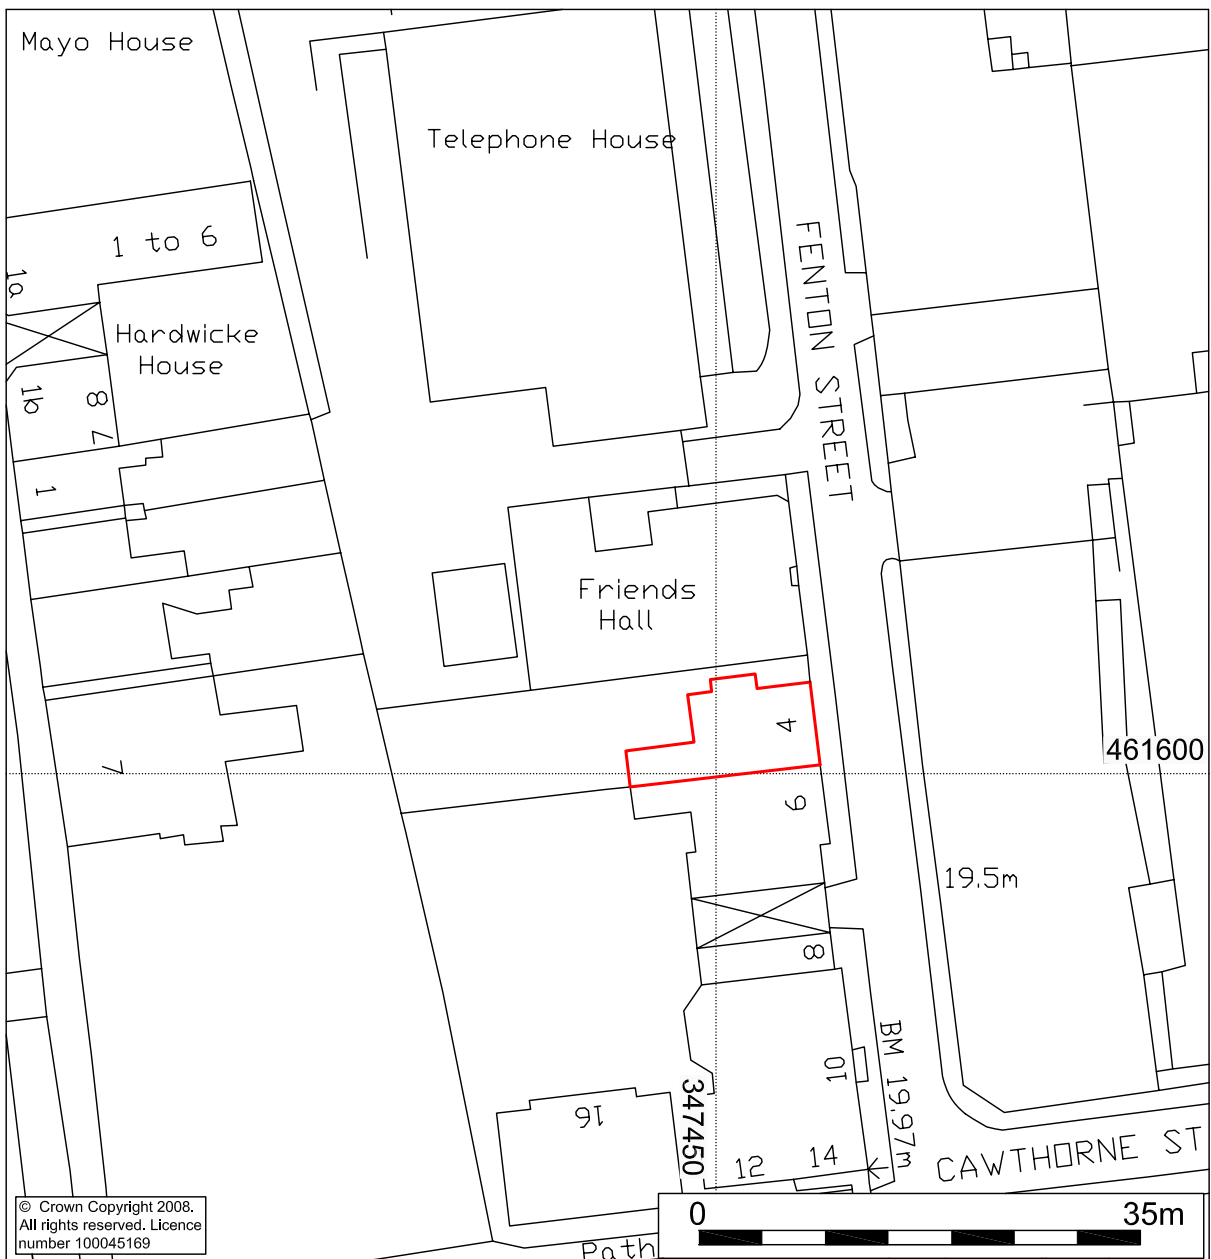 Mayo House
Telephone House
1 to 6
1a
Hardwicke
House
FENTON STREET
1b
8
7
1
Friends
Hall
4
461600
7
6
19.5m
8
BM 19.97m
10
347450
16
12
14
CAWTHORNE ST
© Crown Copyright 2008.
All rights reserved. Licence
number 100045169
0
35m
Path